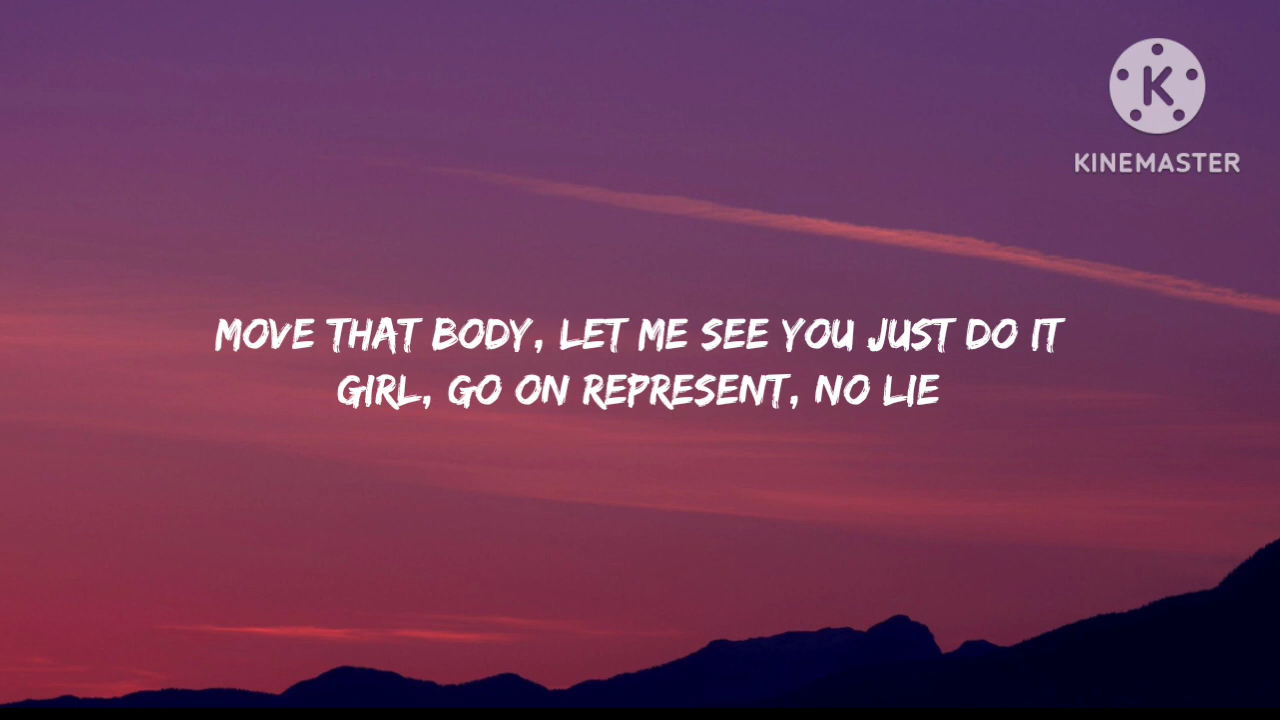 KINEMASTER
MOVE THAT BODY, LET ME SEE YOU JUST DO IT
GIRL, GO ON REPRESENT, NO LIE